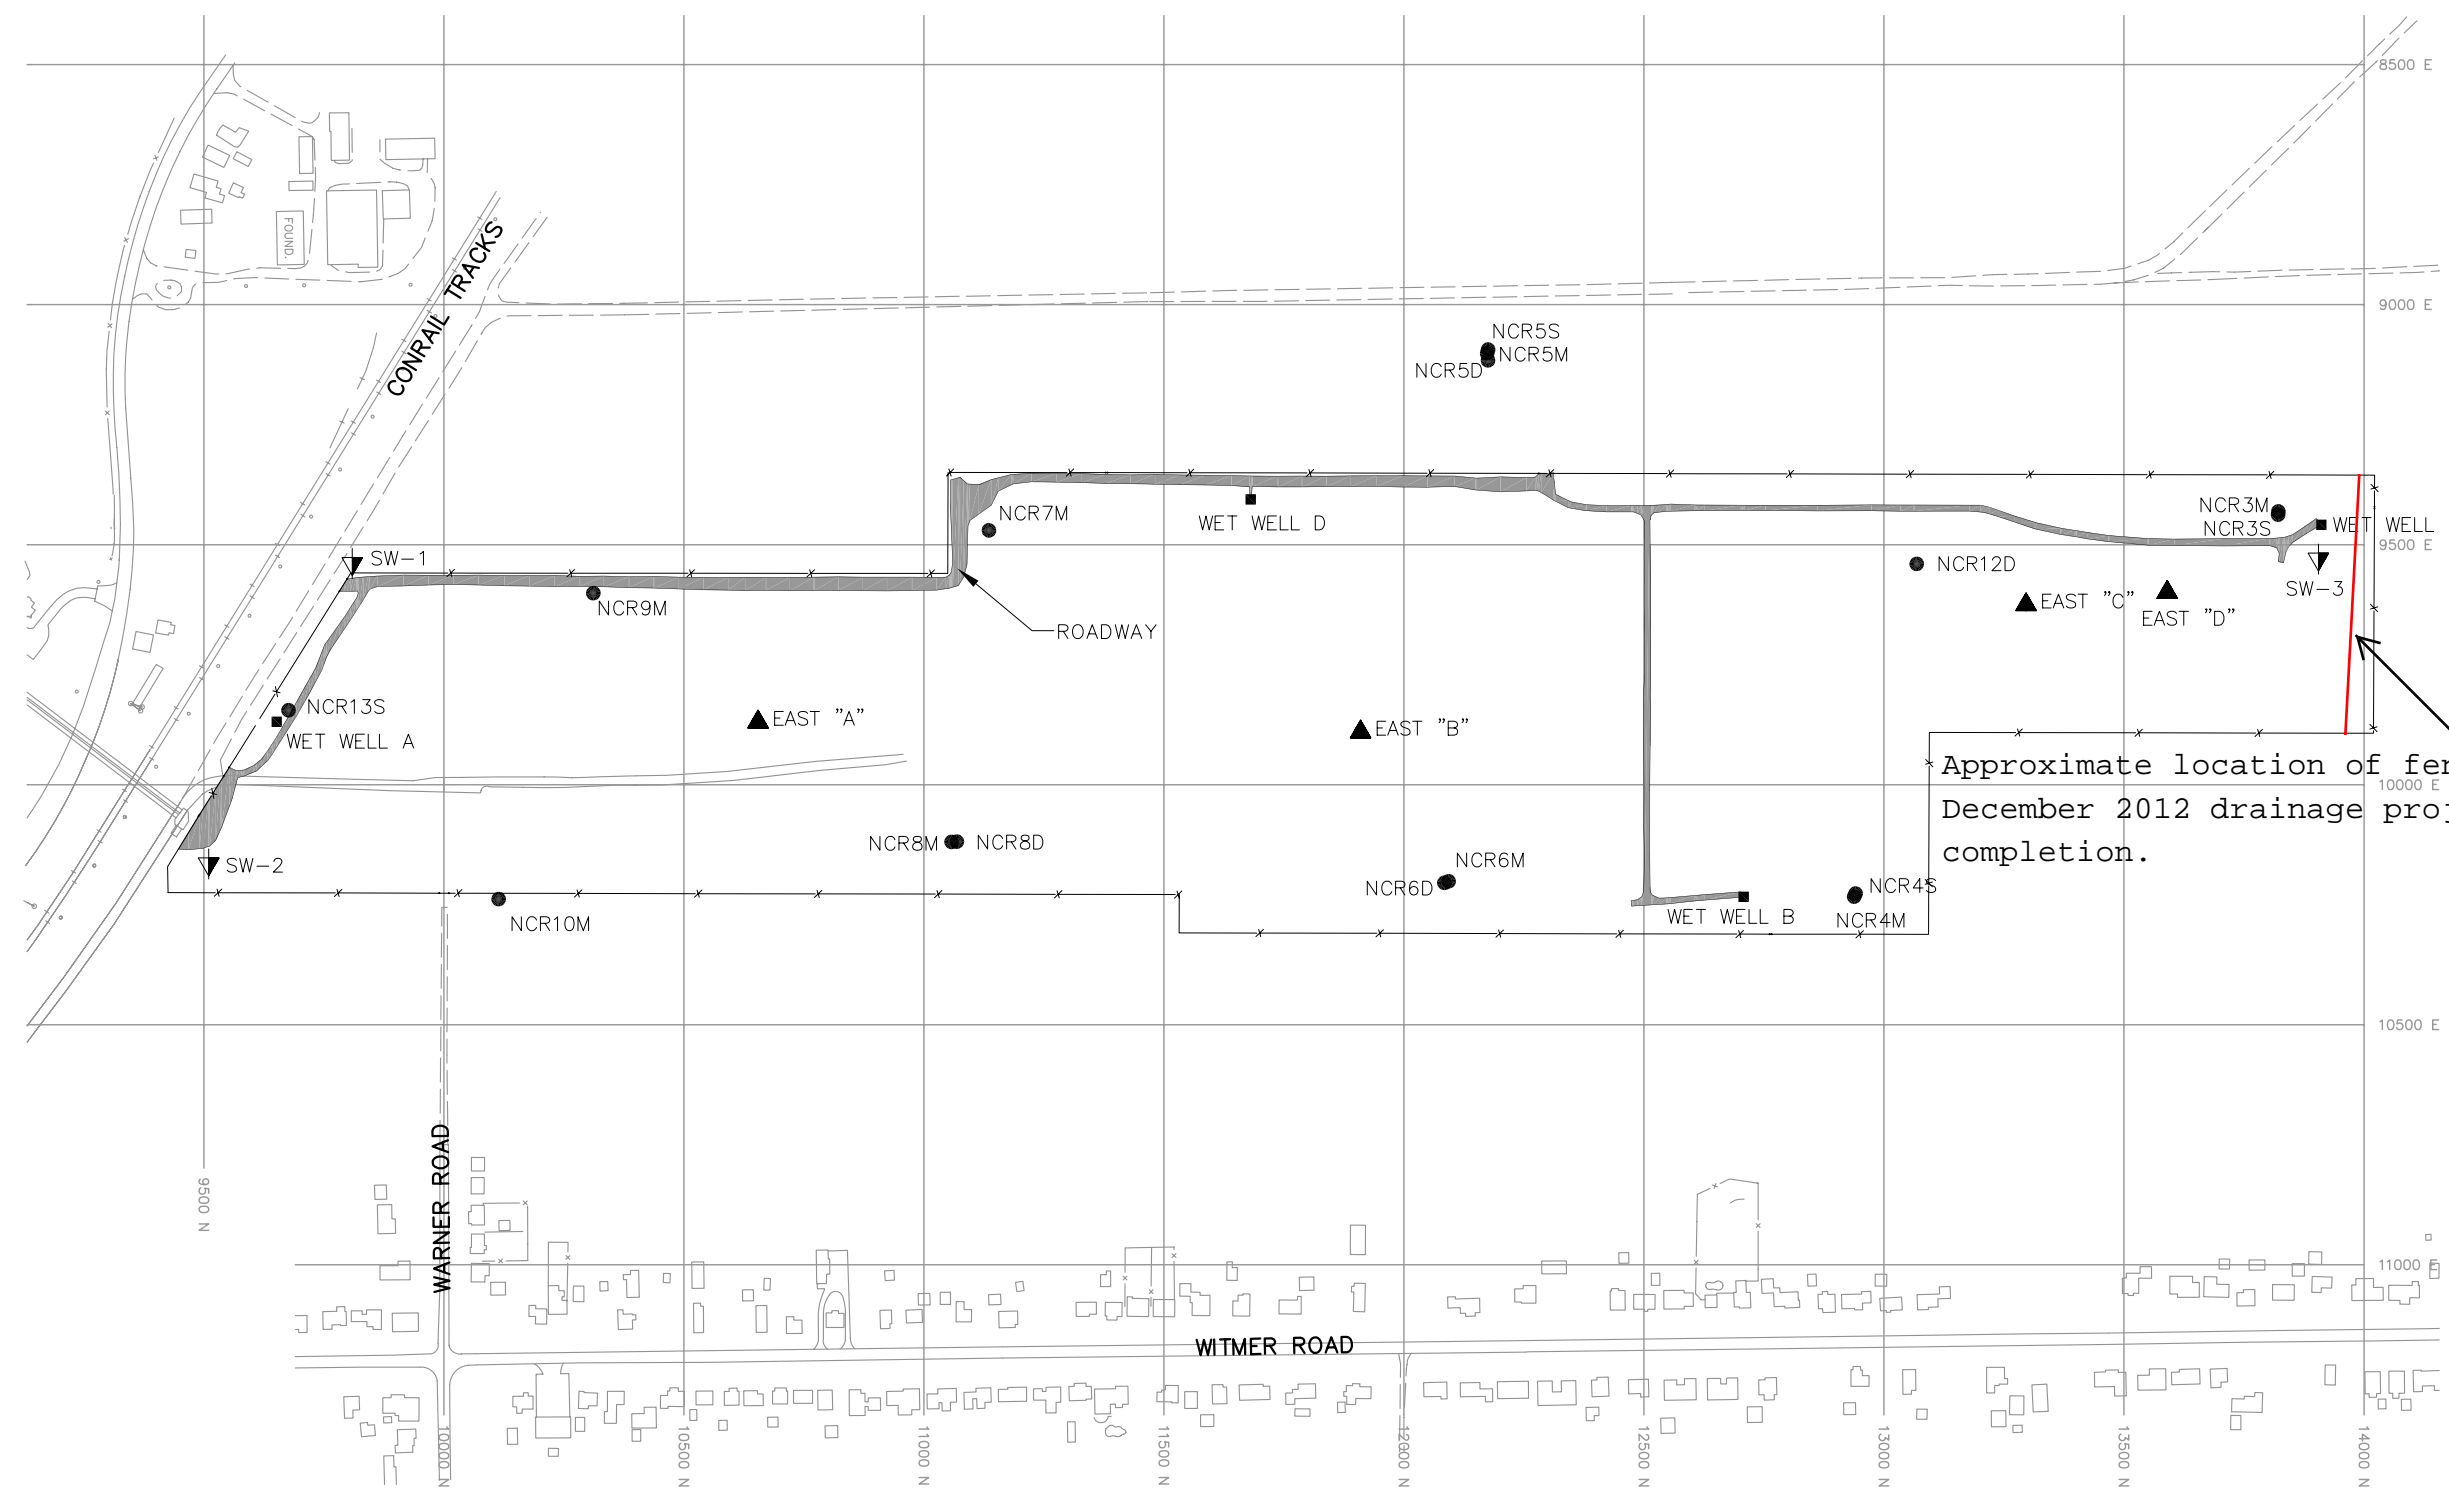 8500 E
FOUND.
CONRAIL TRACKS
9000 E
NCR5S
NCR5M
NCR5D
NCR7M
WET WELL D
NCR3M
NCR3S
WET WELL
9500 E
SW-1
NCR12D
SW-3
EAST "C"
EAST "D"
NCR9M
ROADWAY
NCR13S
WET WELL A
EAST "A"
EAST "B"
Approximate location of
10000 E
December 2012 drainage
completion.
NCR8M
NCR8D
SW-2
NCR6M
NCR6D
NCR4S
NCR4M
WET WELL B
NCR10M
10500 E
WARNER ROAD
9500 N
11000 E
WITMER ROAD
10000 N
10500 N
11000 N
11500 N
12000 N
12500 N
13000 N
13500 N
14000 N